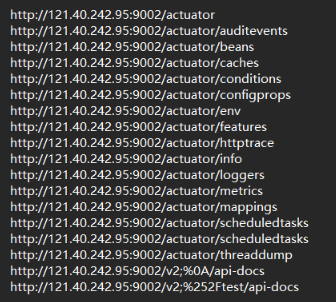 http://121.40.242.95:9002/actuator
http://121.40.242.95:9002/actuator/auditevents
http://121.40.242.95:9002/actuator/beans
http://121.40.242.95:9002/actuator/caches
http://121.40.242.95:9002/actuator/conditions
http://121.40.242.95:9002/actuator/configprops
http://121.40.242.95:9002/actuator/env
http://121.40.242.95:9002/actuator/features
http://121.40.242.95:9002/actuator/httptrace
http://121.40.242.95:9002/actuator/info
http://121.40.242.95:9002/actuator/loggers
http://121.40.242.95:9002/actuator/metrics
http://121.40.242.95:9002/actuator/mappings
http://121.40.242.95:9002/actuator/scheduledtasks
http://121.40.242.95:9002/actuator/scheduledtasks
http://121.40.242.95:9002/actuator/threaddump
http://121.40.242.95:9002/v2;%0A/api-docs
http://121.40.242.95:9002/v2;%252Ftest/api-docs